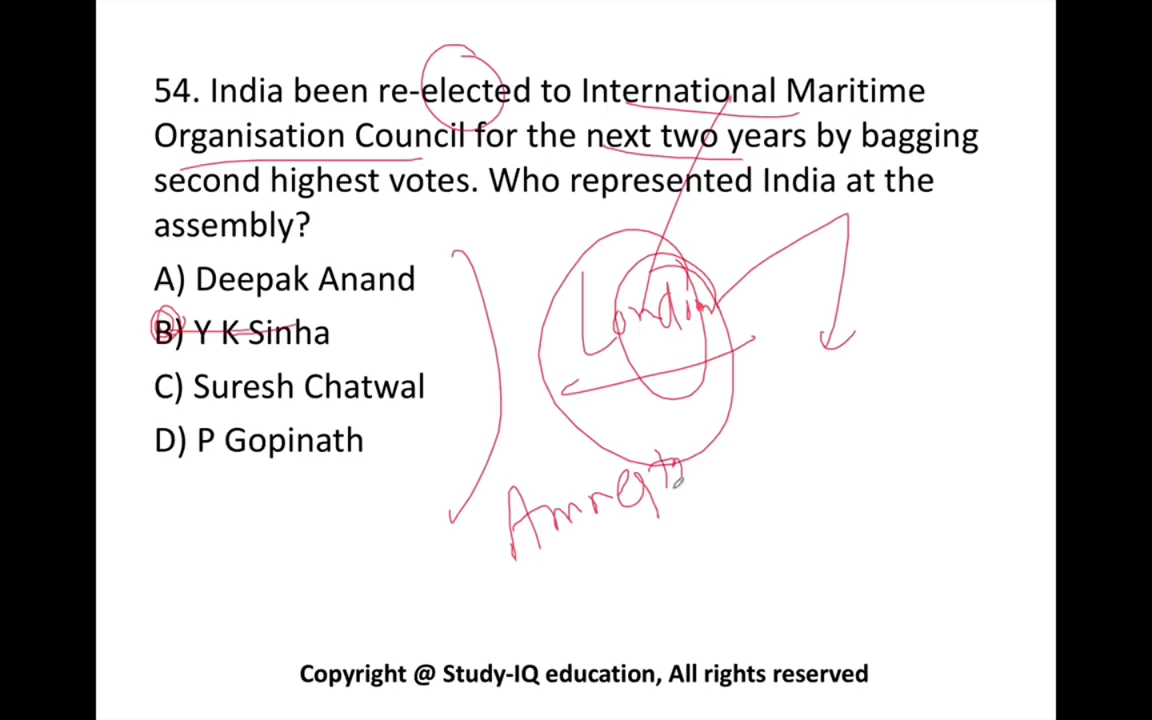 54. India been re-elected to International Maritime
Organisation Council for the next two years by bagging
second highest votes. Who represented India at the
assembly?
A) Deepak Anand
B) Y K Sinha
C) Suresh Chatwal
D) P Gopinath
Copyright @ Study-IQ education, All rights reserved